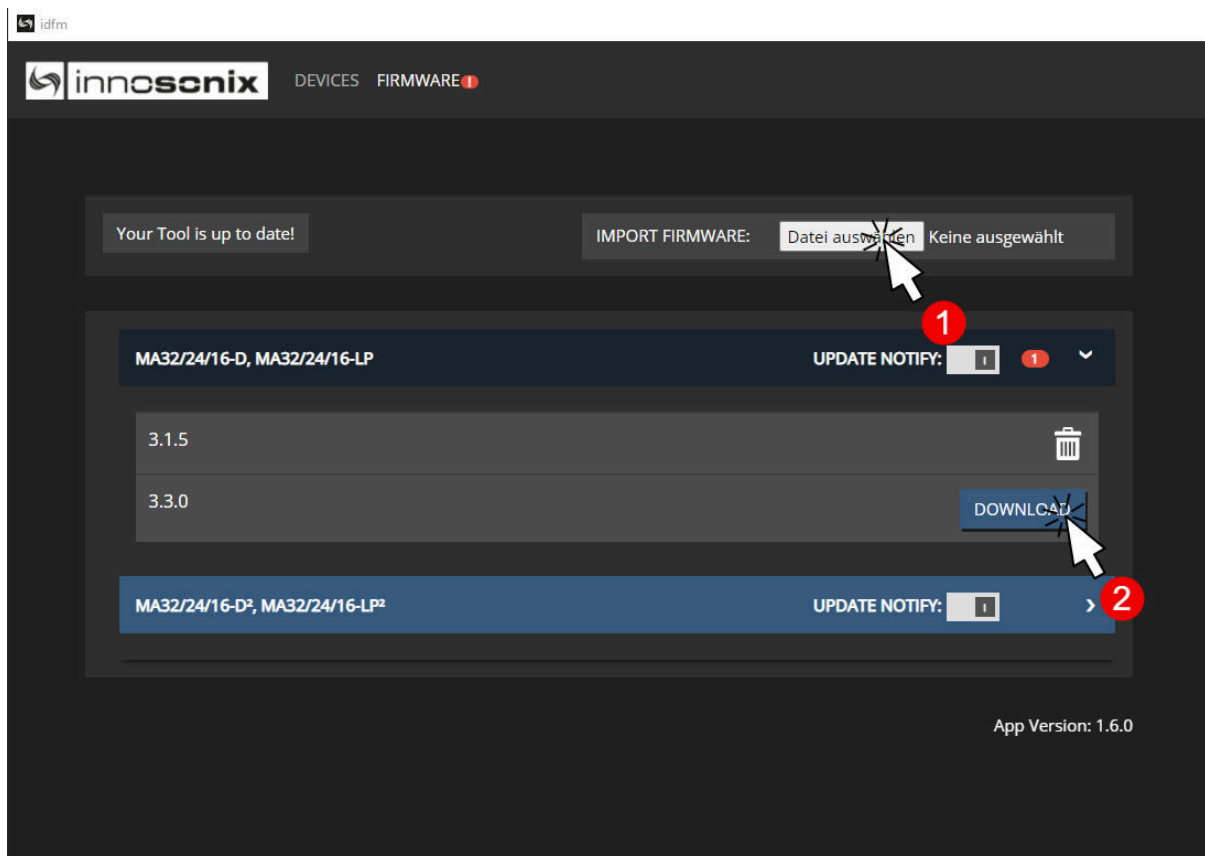 idfm
innosonix DEVICES FIRMWARE !
Your Tool is up to date! IMPORT FIRMWARE: Datei auswählen Keine ausgewählt
1
MA32/24/16-D, MA32/24/16-LP UPDATE NOTIFY: I 1
3.1.5
3.3.0 DOWNLOAD
MA32/24/16-D², MA32/24/16-LP² UPDATE NOTIFY: I 2
App Version: 1.6.0